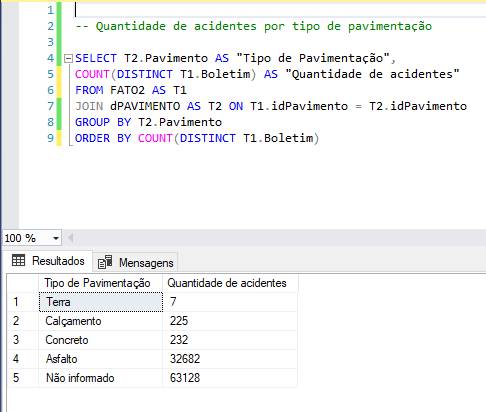 1
2 -- Quantidade de acidentes por tipo de pavimentação
3
4 SELECT T2.Pavimento AS "Tipo de Pavimentação",
5 COUNT(DISTINCT T1.Boletim) AS "Quantidade de acidentes"
6 FROM FATO2 AS T1
7 JOIN dPAVIMENTO AS T2 ON T1.idPavimento = T2.idPavimento
8 GROUP BY T2.Pavimento
9 ORDER BY COUNT(DISTINCT T1.Boletim)
100 %
Resultados Mensagens
Tipo de Pavimentação Quantidade de acidentes
1 Terra 7
2 Calçamento 225
3 Concreto 232
4 Asfalto 32682
5 Não informado 63128